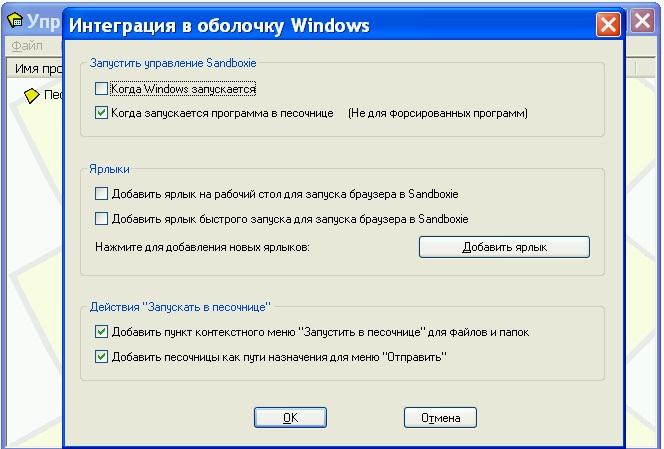 Упр
Интеграция в оболочку Windows
Файл
Имя про
Пес
Запустить управление Sandboxie
Когда Windows запускается
Когда запускается программа в песочнице (Не для форсированных программ)
Ярлыки
Добавить ярлык на рабочий стол для запуска браузера в Sandboxie
Добавить ярлык быстрого запуска для запуска браузера в Sandboxie
Нажмите для добавления новых ярлыков:
Добавить ярлык
Действия "Запускать в песочнице"
Добавить пункт контекстного меню "Запустить в песочнице" для файлов и папок
Добавить песочницы как пути назначения для меню "Отправить"
OK
Отмена